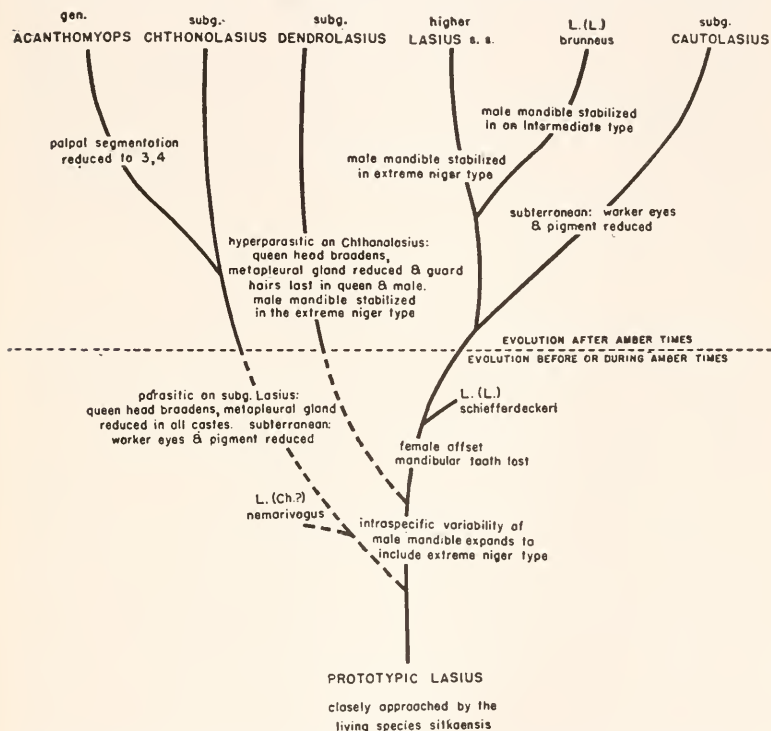 gen.
ACANTHOMYOPS
subg.
CHTHONOLASIUS
subg.
DENDROLASIUS
higher
LASIUS s. s.
L. (L.)
brunneus
subg.
CAUTOLASIUS
palpal segmentation
reduced to 3,4
male mandible stabilized
in an intermediate type
male mandible stabilized
in extreme niger type
subterranean: worker eyes
& pigment reduced
hyperparasitic on Chthonolasius:
queen head broadens,
metapleural gland reduced & guard
hairs lost in queen & male.
male mandible stabilized
in the extreme niger type
EVOLUTION AFTER AMBER TIMES
EVOLUTION BEFORE OR DURING AMBER TIMES
parasitic on subg. Lasius:
queen head broadens, metapleural gland
reduced in all castes. subterranean:
worker eyes & pigment reduced
L. (L.)
schiefferdeckeri
female offset
mandibular tooth lost
L. (Ch.?)
nemorivagus
intraspecific variability of
male mandible expands to
include extreme niger type
PROTOTYPIC LASIUS
closely approached by the
living species sitkaensis